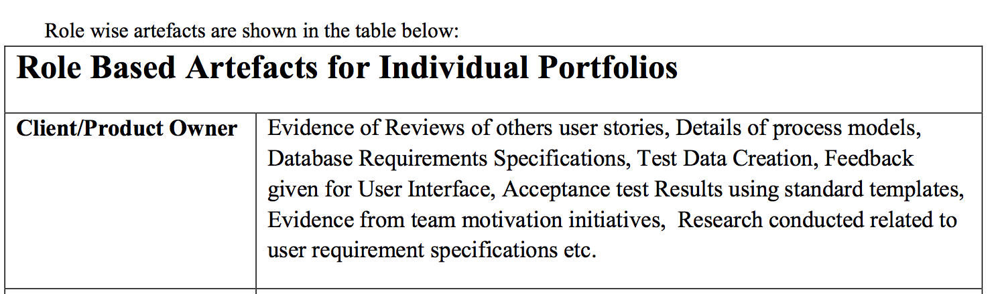 Role wise artefacts are shown in the table below:
Role Based Artefacts for Individual Portfolios
Client/Product Owner
Evidence of Reviews of others user stories, Details of process models,
Database Requirements Specifications, Test Data Creation, Feedback
given for User Interface, Acceptance test Results using standard templates,
Evidence from team motivation initiatives,  Research conducted related to
user requirement specifications etc.